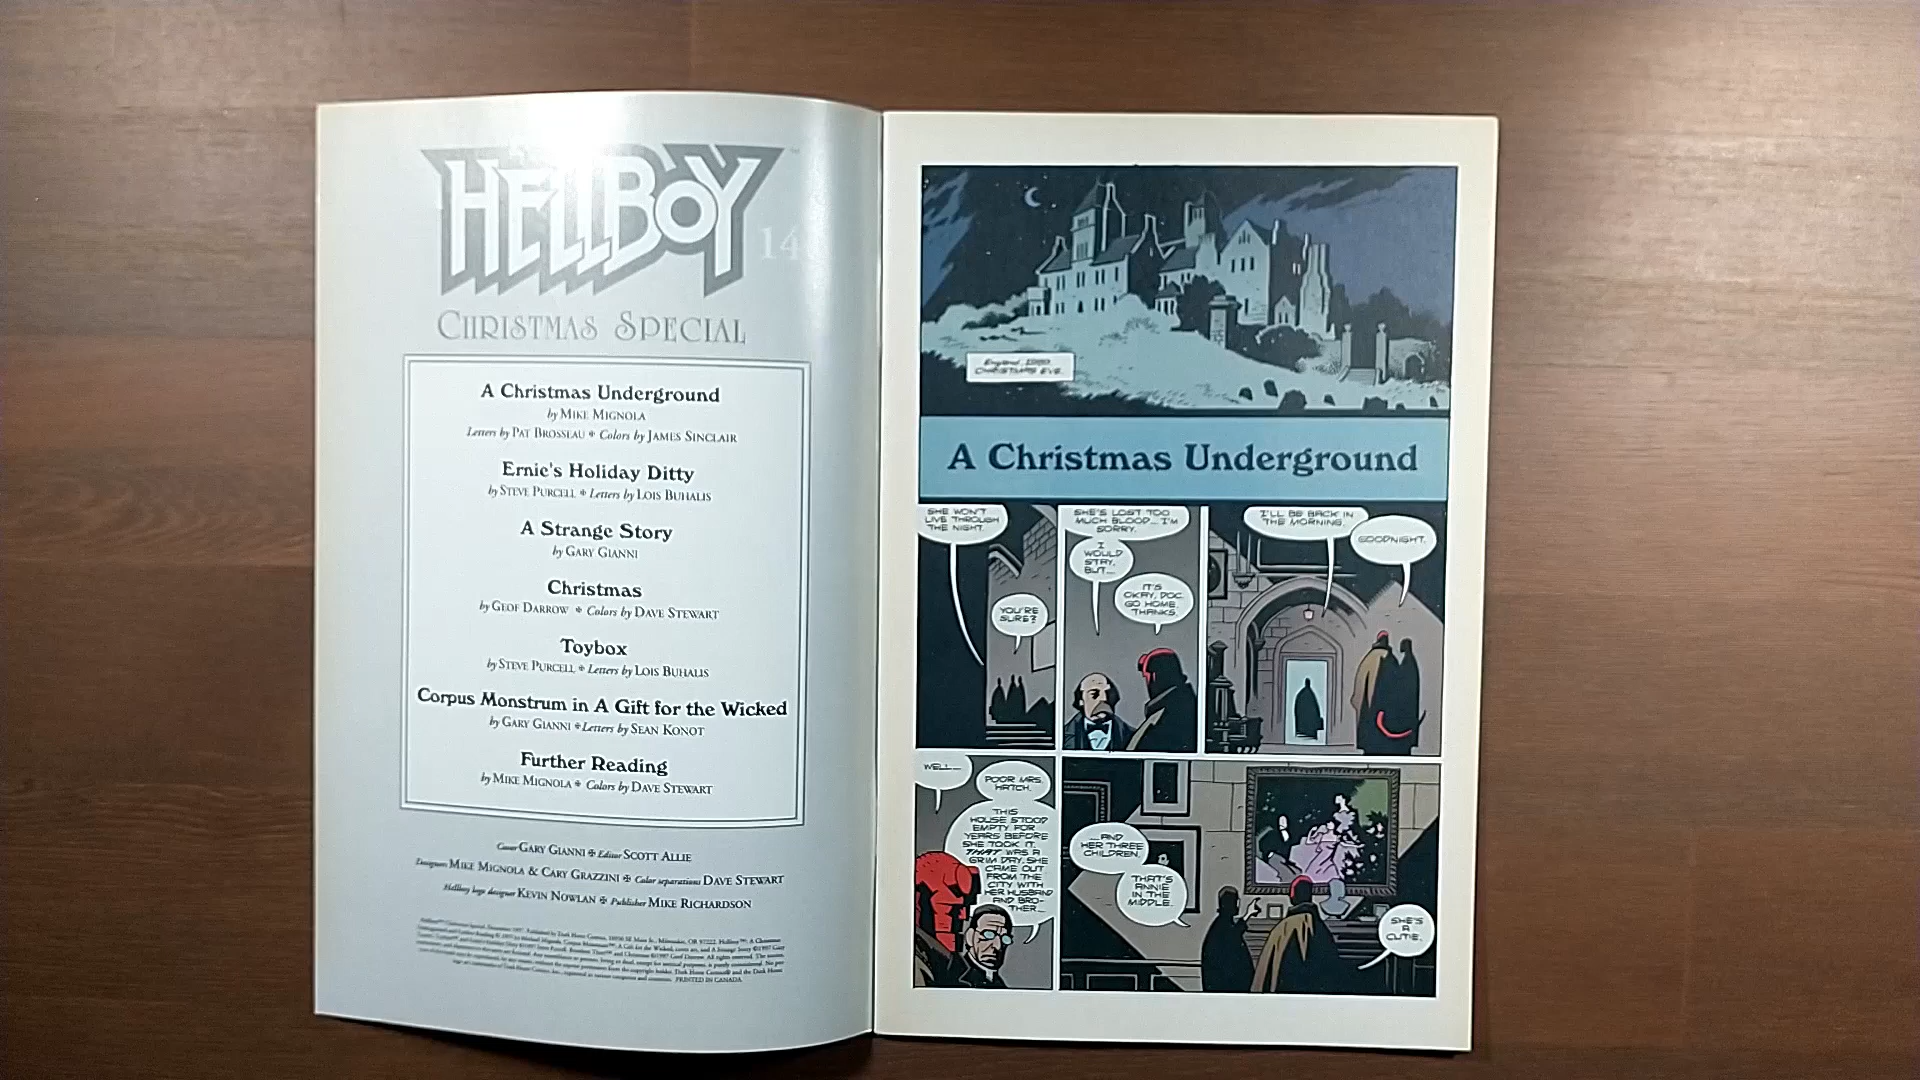 HELLBOY
14
CHRISTMAS SPECIAL
A Christmas Underground
by MIKE MIGNOLA
Letters by PAT BROSSEAU ✠ Colors by JAMES SINCLAIR
Ernie's Holiday Ditty
by STEVE PURCELL ✠ Letters by LOIS BUHALIS
A Strange Story
by GARY GIANNI
Christmas
by GEOF DARROW ✠ Colors by DAVE STEWART
Toybox
by STEVE PURCELL ✠ Letters by LOIS BUHALIS
Corpus Monstrum in A Gift for the Wicked
by GARY GIANNI ✠ Letters by SEAN KONOT
Further Reading
by MIKE MIGNOLA ✠ Colors by DAVE STEWART
Cover GARY GIANNI ✠ Editor SCOTT ALLIE
Designers MIKE MIGNOLA & CARY GRAZZINI ✠ Color separations DAVE STEWART
Hellboy logo designer KEVIN NOWLAN ✠ Publisher MIKE RICHARDSON
PRINTED IN CANADA
England, 1989.
CHRISTMAS EVE.
A Christmas Underground
SHE WON'T
LIVE THROUGH
THE NIGHT.
YOU'RE
SURE?
SHE'S LOST TOO
MUCH BLOOD... I'M
SORRY.
I
WOULD
STAY,
BUT...
IT'S
OKAY, DOC.
GO HOME.
THANKS.
I'LL BE BACK IN
THE MORNING.
GOODNIGHT.
WELL...
POOR MRS.
HATCH.
THIS
HOUSE STOOD
EMPTY FOR
YEARS BEFORE
SHE TOOK IT.
THAT WAS A
GRIM DAY. SHE
CAME OUT
FROM THE
CITY WITH
HER HUSBAND
AND BRO-
THER...
...AND
HER THREE
CHILDREN.
THAT'S
ANNIE
IN THE
MIDDLE.
SHE'S
A
CUTIE.